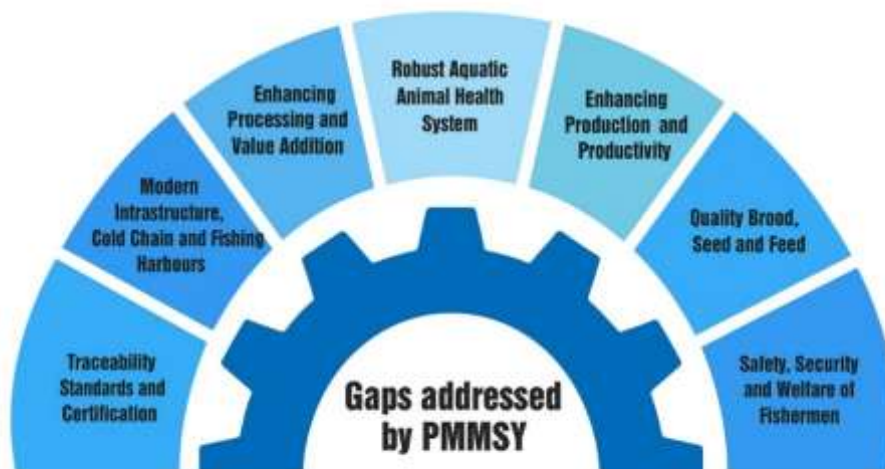 Traceability
Standards and
Certification
Modern
Intrastructure,
Cold Chain and Fishing
Harbours
Enhancing
Processing and
Value Addition
Robust Aquatic
Animal Health
System
Enhancing
Production and
Productivity
Quality Brood,
Seed and Feed
Safety, Security
and Welfare of
Fishermen
Gaps addressed
by PMMSY